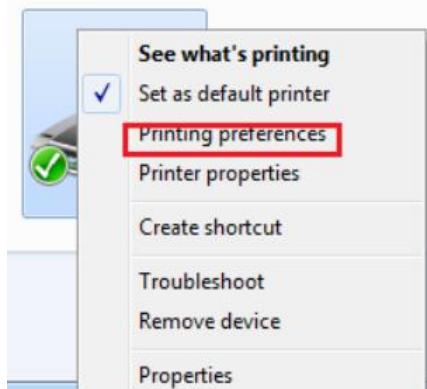 See what's printing
Set as default printer
Printing preferences
Printer properties
Create shortcut
Troubleshoot
Remove device
Properties